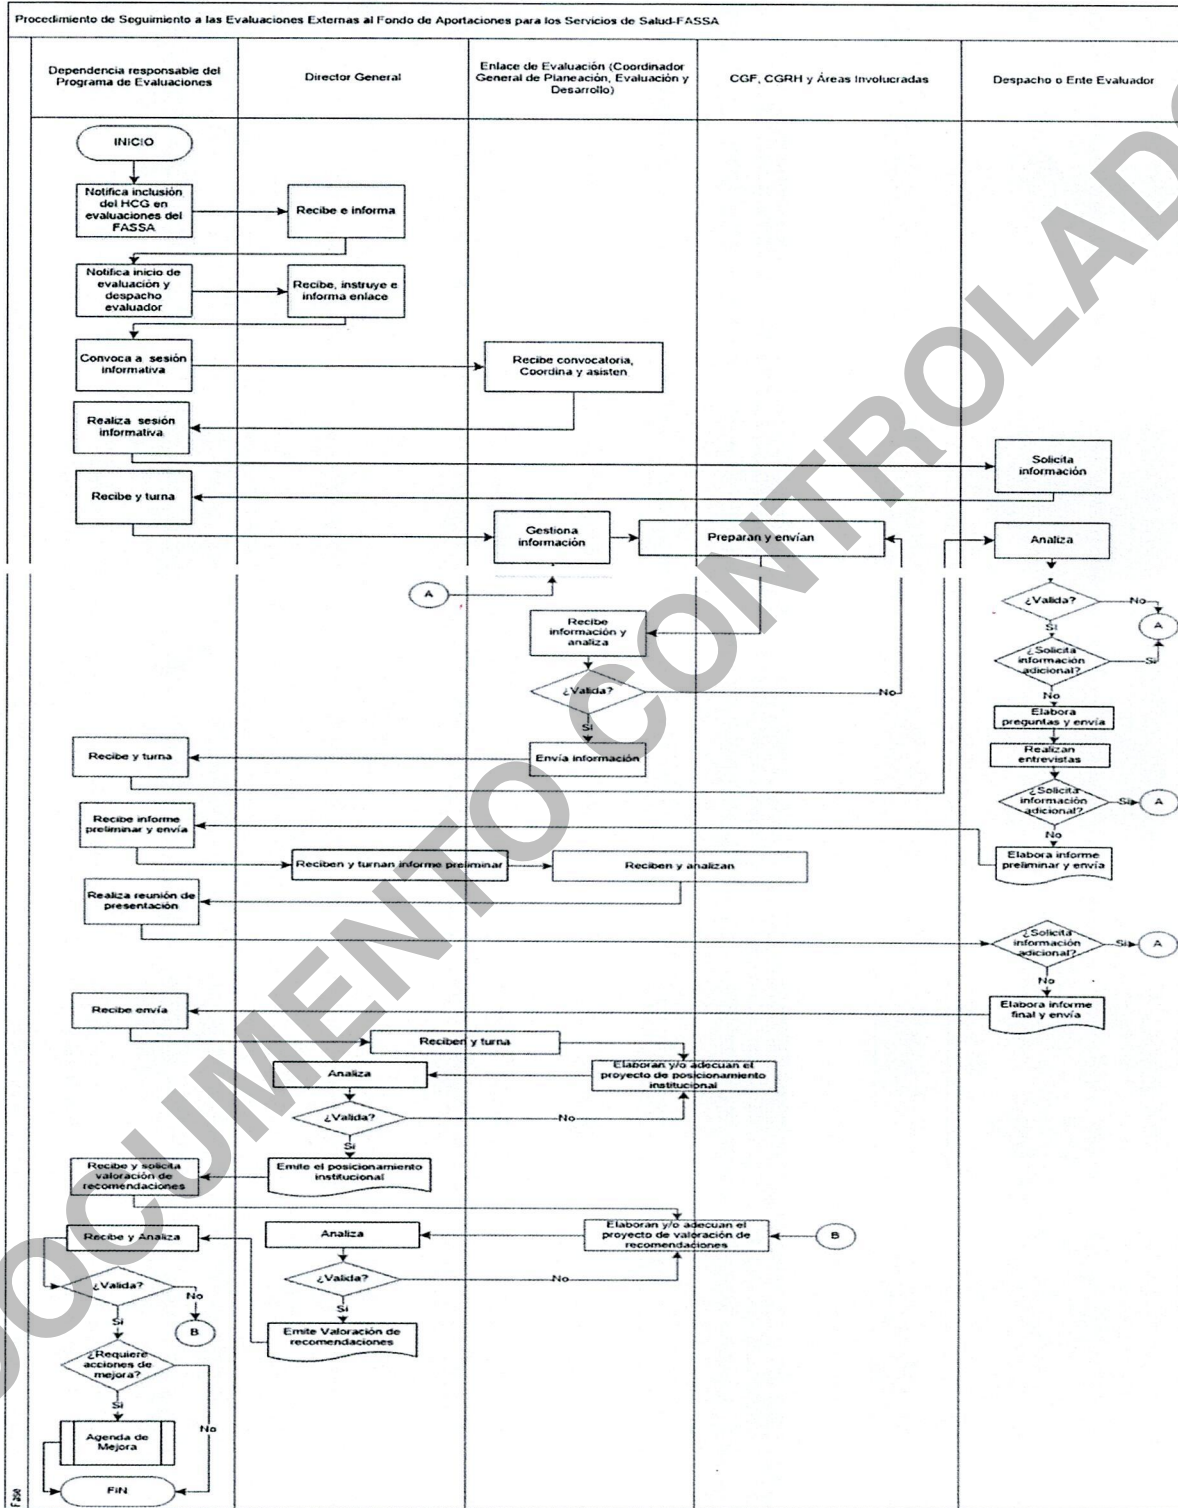 Procedimiento de Seguimiento a las Evaluaciones Externas al Fondo de Aportaciones para los Servicios de Salud-FASSA
Dependencia responsable del
Programa de Evaluaciones
Director General
Enlace de Evaluación (Coordinador
General de Planeación, Evaluación y
Desarrollo)
CGF, CGRH y Áreas Involucradas
Despacho o Ente Evaluador
INICIO
Notifica inclusión
del HCG en
evaluaciones del
FASSA
Recibe e informa
Notifica inicio de
evaluación y
despacho
evaluador
Recibe, instruye e
informa enlace
Convoca a sesión
informativa
Recibe convocatoria,
Coordina y asisten
Realiza sesión
informativa
Solicita
información
Recibe y turna
Gestiona
información
Preparan y envían
Analiza
A
¿Valida?
No
A
Si
Recibe
información y
analiza
¿Solicita
información
adicional?
Si
No
¿Valida?
No
Si
Elabora
preguntas y envía
Recibe y turna
Envía información
Realizan
entrevistas
¿Solicita
información
adicional?
Si
A
No
Recibe informe
preliminar y envía
Elabora informe
preliminar y envía
Reciben y turnan informe preliminar
Reciben y analizan
Realiza reunión de
presentación
¿Solicita
información
adicional?
Si
A
No
Recibe envía
Elabora informe
final y envía
Reciben y turna
Analiza
Elaboran y/o adecuan el
proyecto de posicionamiento
institucional
¿Valida?
No
Si
Recibe y solicita
valoración de
recomendaciones
Emite el posicionamiento
institucional
Recibe y Analiza
Analiza
Elaboran y/o adecuan el
proyecto de valoración de
recomendaciones
B
¿Valida?
No
B
Si
¿Valida?
No
Si
Emite Valoración de
recomendaciones
¿Requiere
acciones de
mejora?
Si
No
Agenda de
Mejora
FIN
Fase
DOCUMENTO CONTROLADO